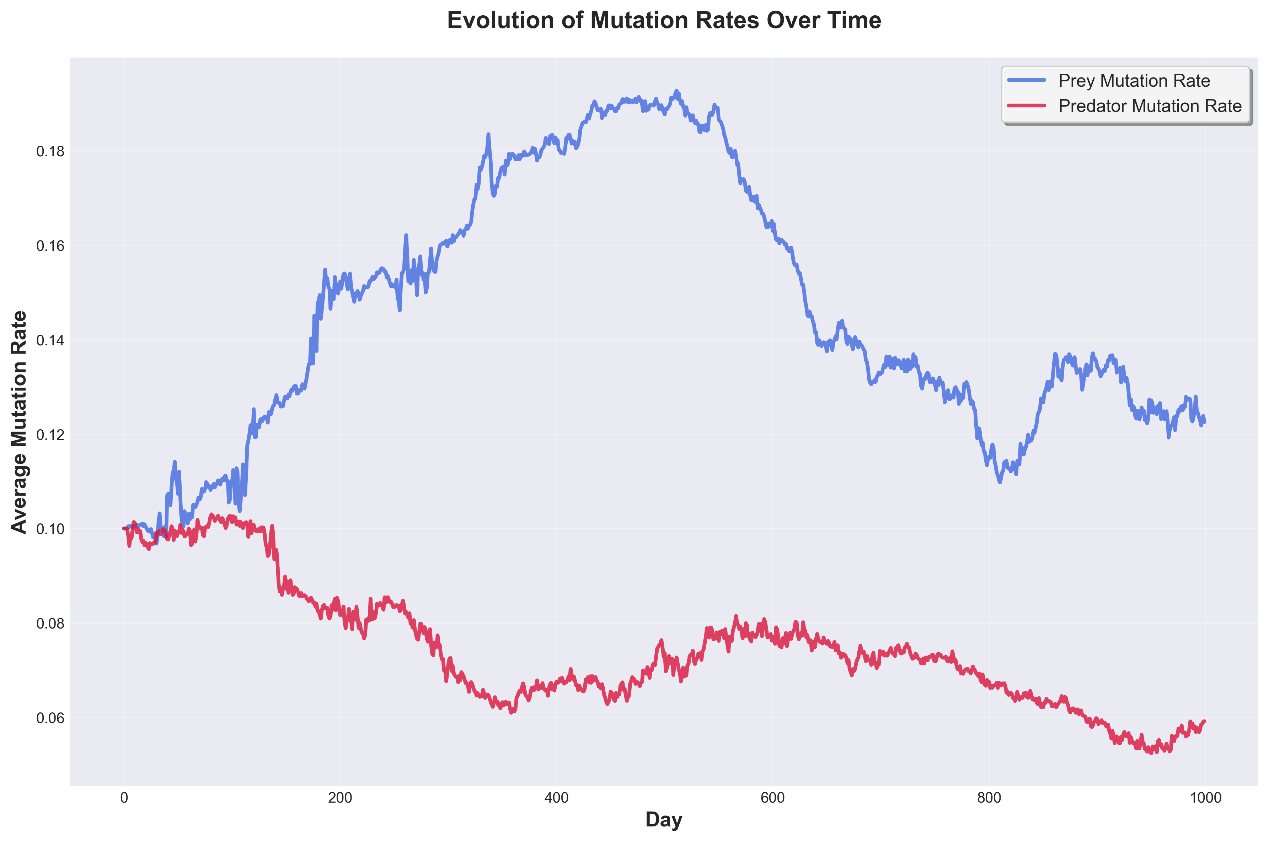 Evolution of Mutation Rates Over Time
Prey Mutation Rate
Predator Mutation Rate
Average Mutation Rate
0.18
0.16
0.14
0.12
0.10
0.08
0.06
0 200 400 600 800 1000
Day